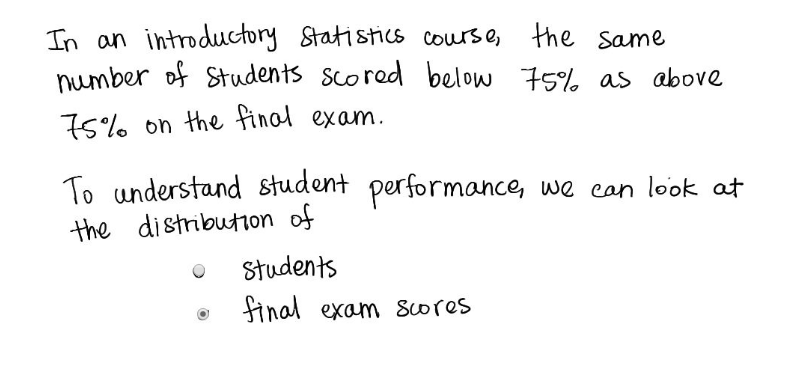 In an introductory Statistics course, the same
number of Students scored below 75% as above
75% on the final exam.
To understand student performance, we can look at
the distribution of
Students
final exam scores